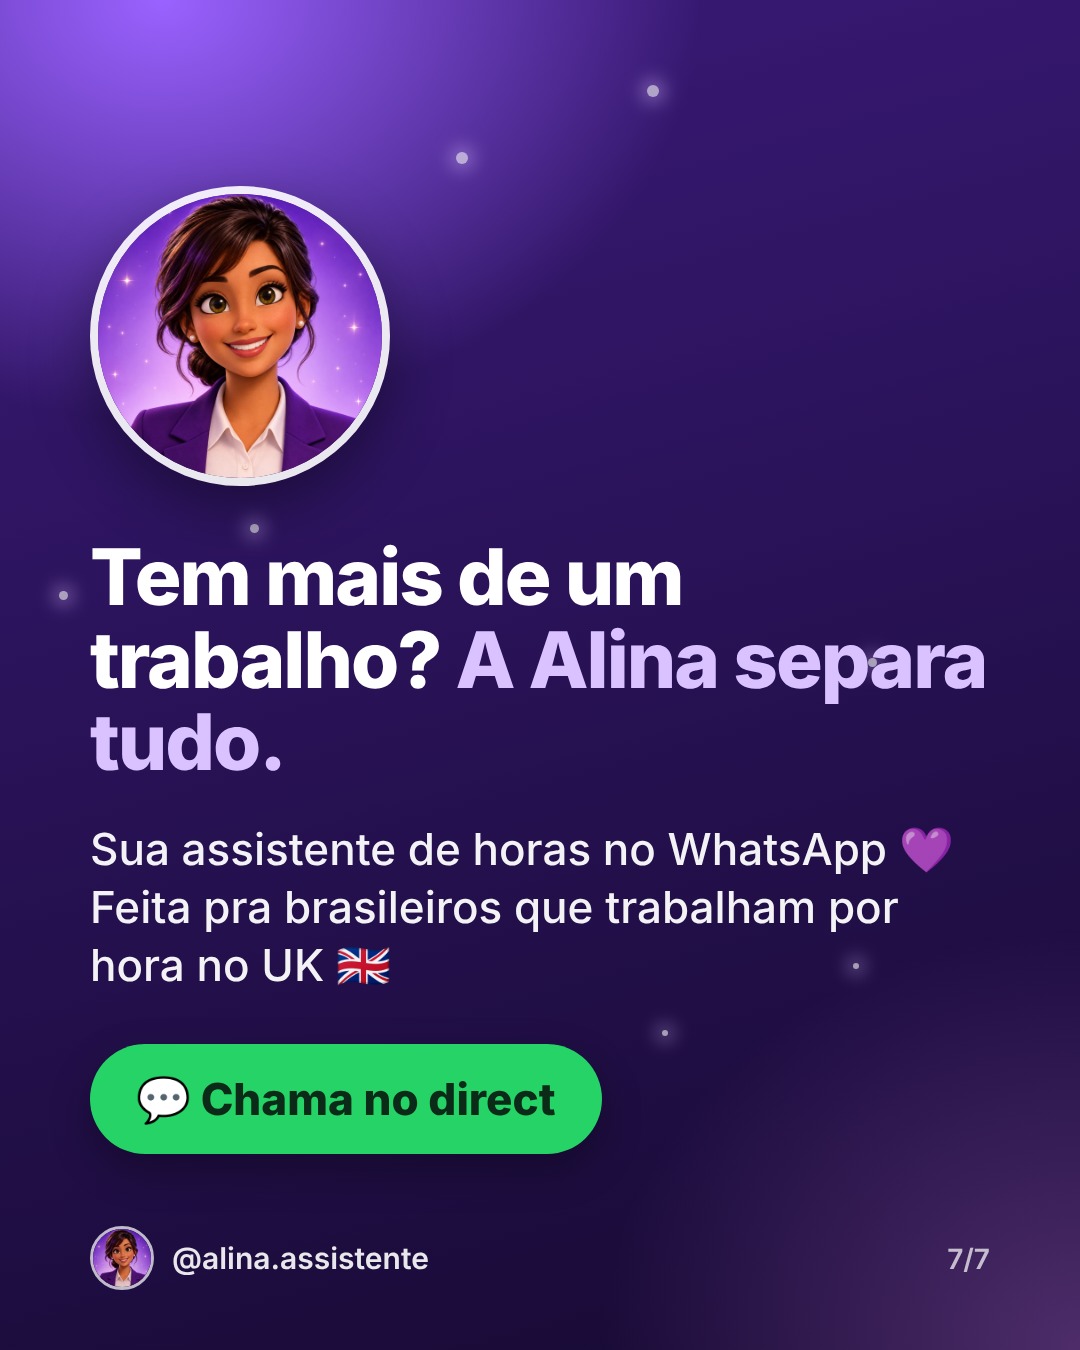 Tem mais de um
trabalho? A Alina separa
tudo.
Sua assistente de horas no WhatsApp 💜
Feita pra brasileiros que trabalham por
hora no UK 🇬🇧
💬 Chama no direct
@alina.assistente
7/7